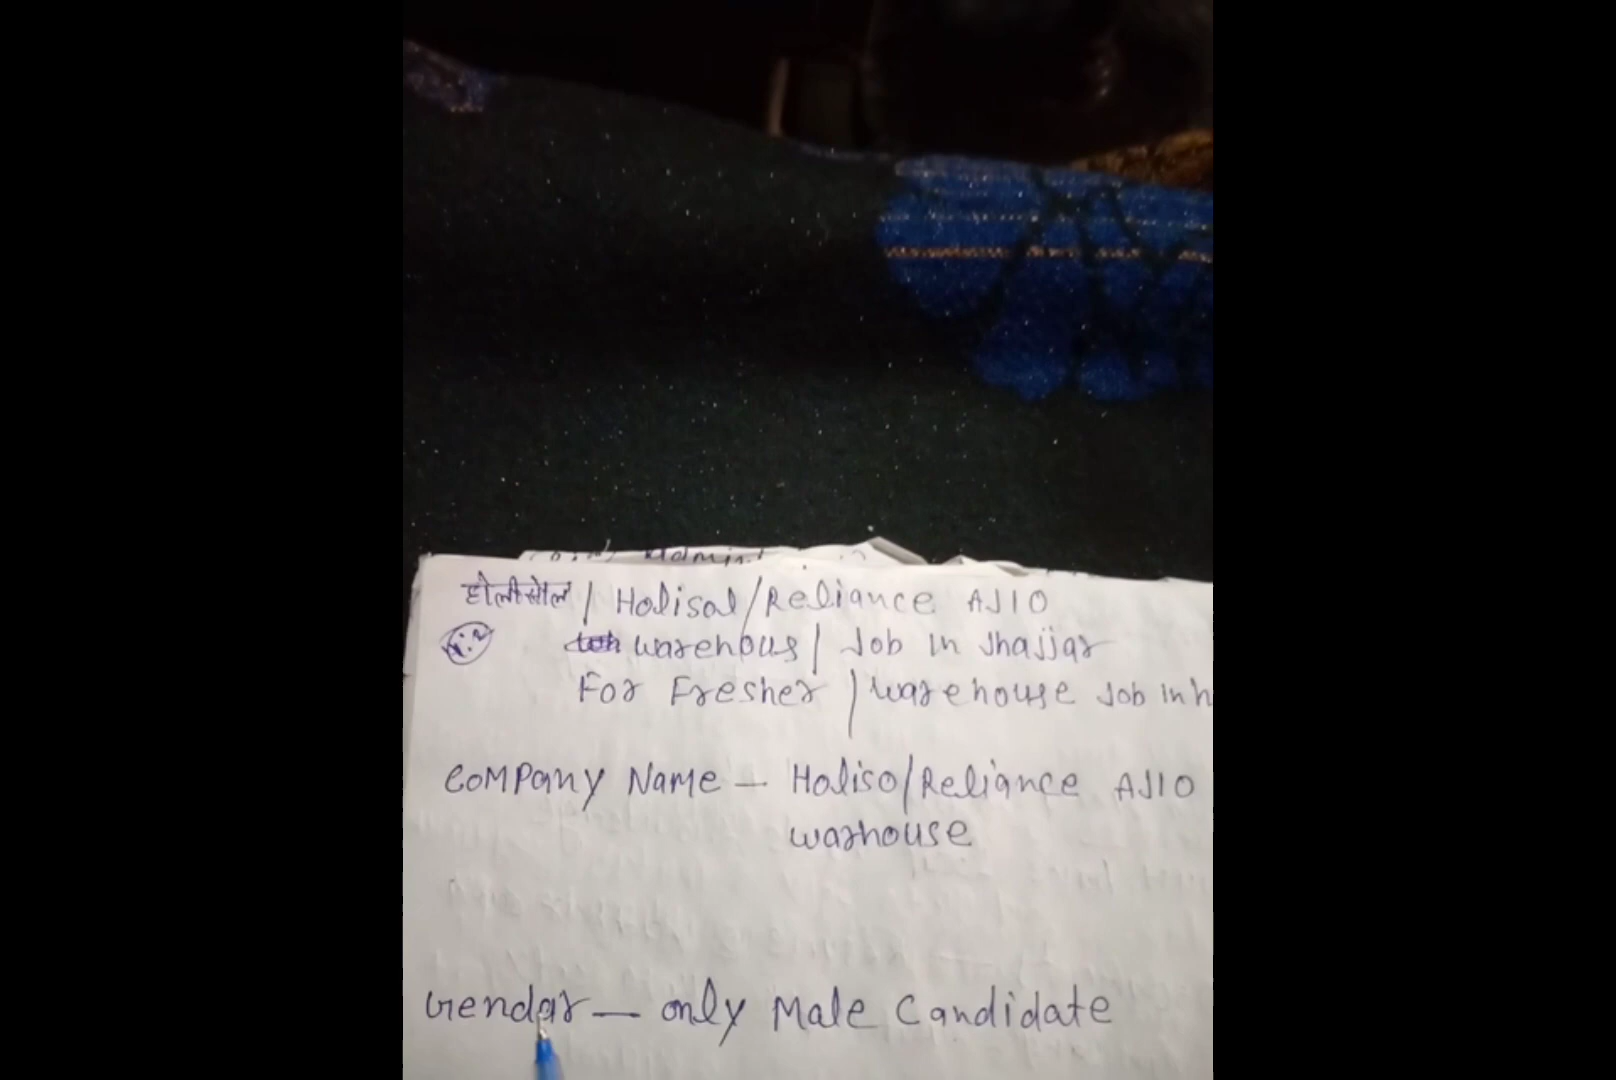 होलीसोल / Holisol/Reliance AJIO
warehous/ Job in Jhajjar
For Fresher / warehouse Job in h
Company Name — Holiso/Reliance AJIO
warhouse
Gendar — only Male Candidate